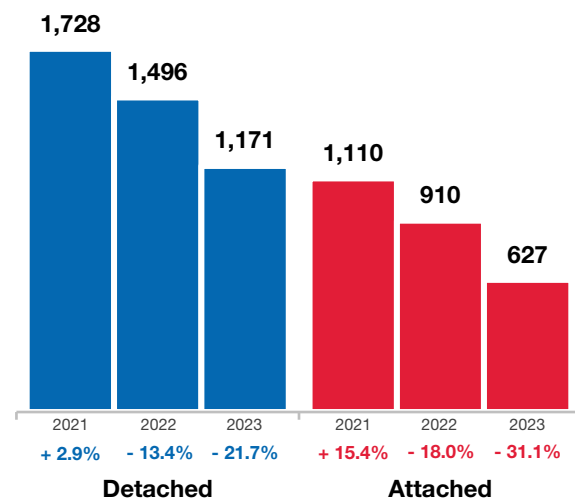 1,728
1,496
1,171
1,110
910
627
2021 2022 2023 2021 2022 2023
+ 2.9% - 13.4% - 21.7% + 15.4% - 18.0% - 31.1%
Detached Attached